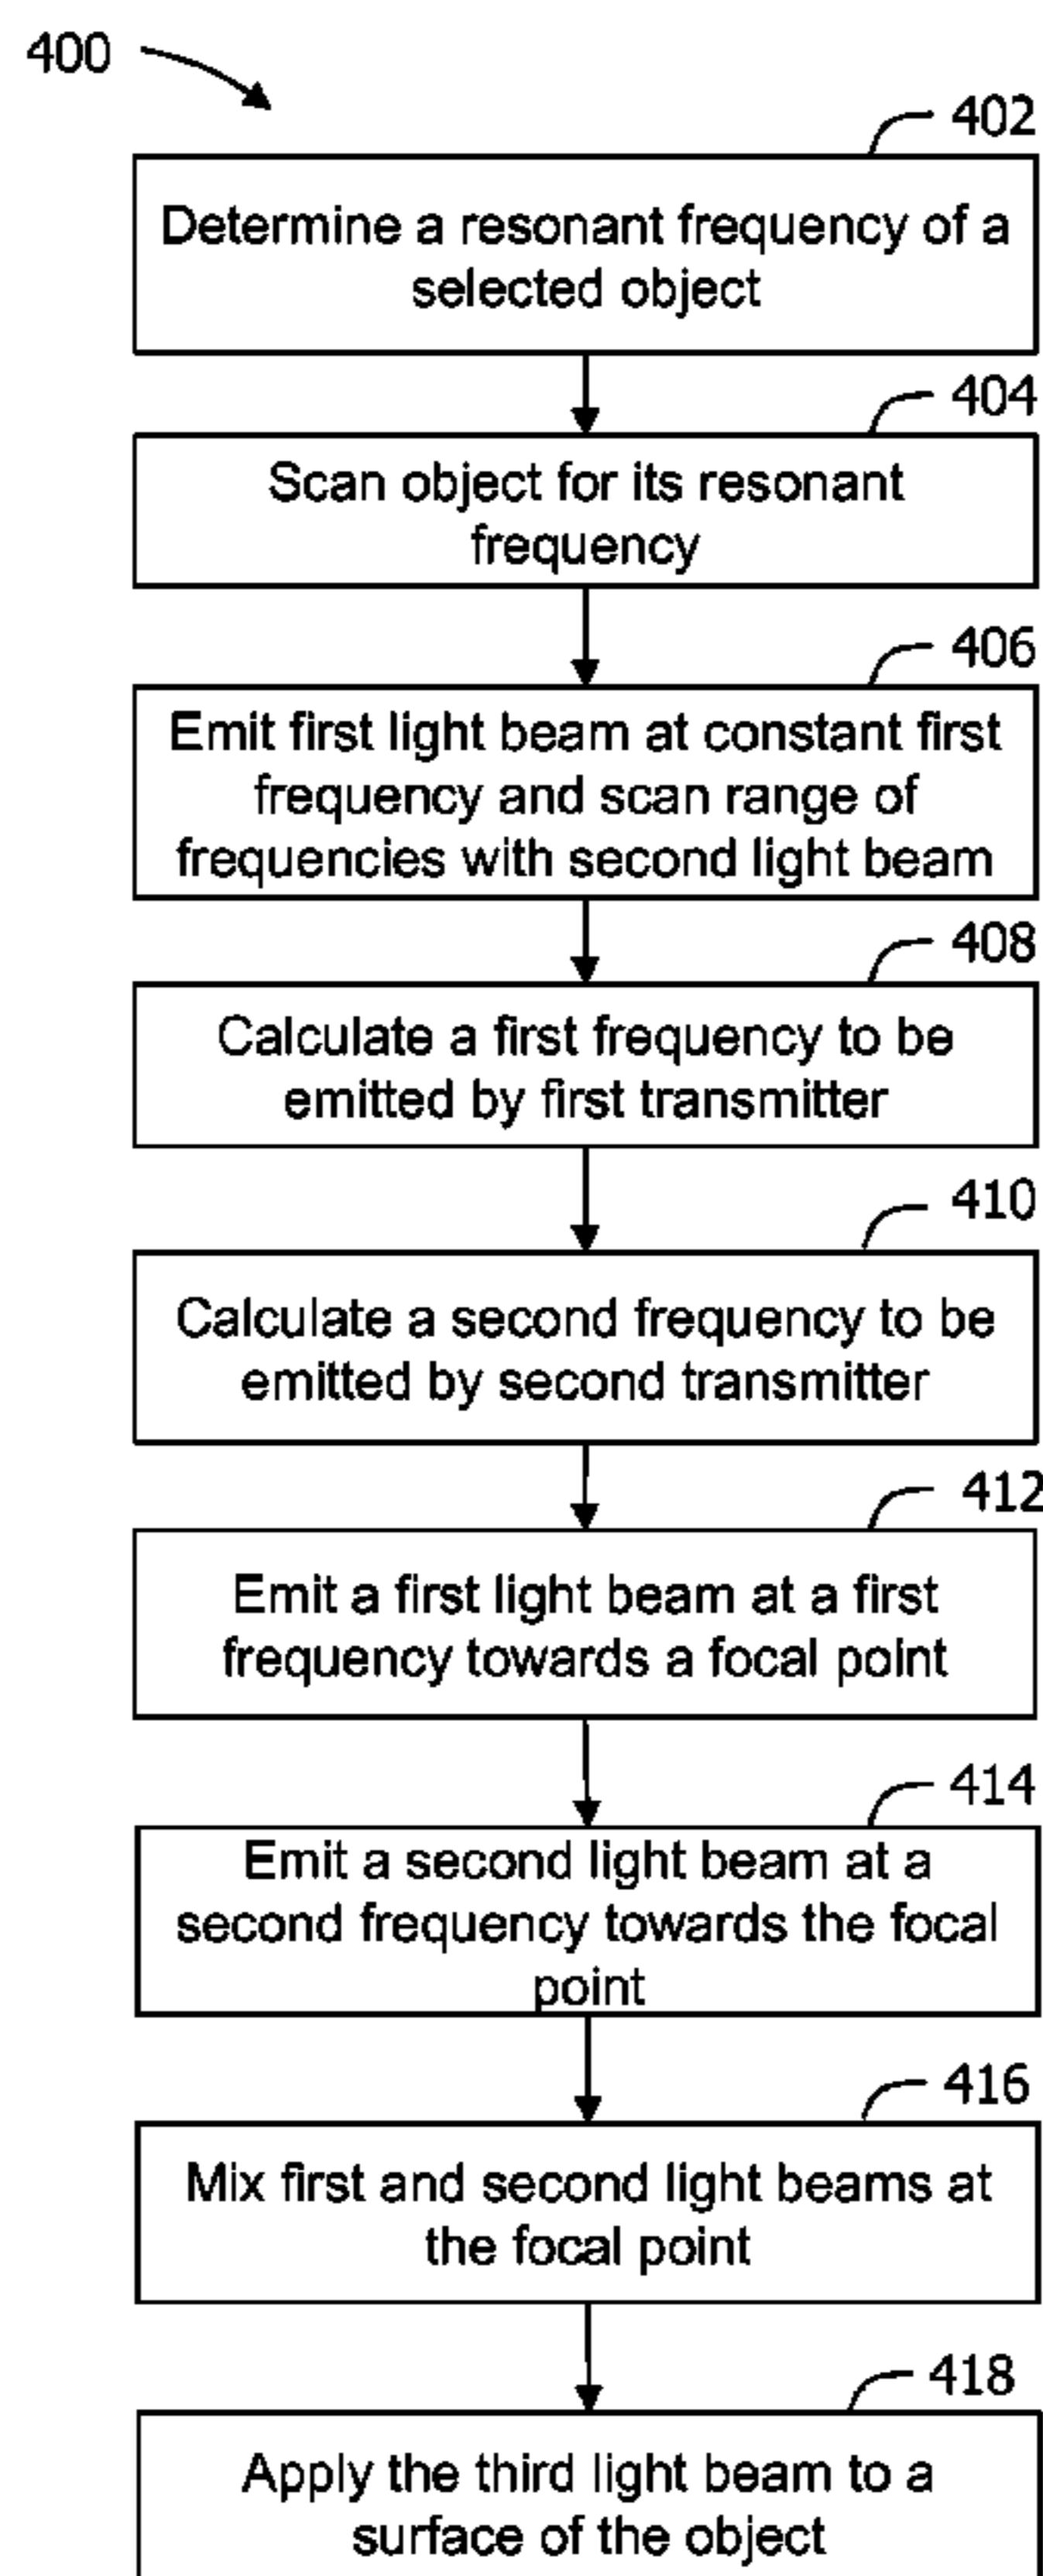 400
402
Determine a resonant frequency of a
selected object
404
Scan object for its resonant
frequency
406
Emit first light beam at constant first
frequency and scan range of
frequencies with second light beam
408
Calculate a first frequency to be
emitted by first transmitter
410
Calculate a second frequency to be
emitted by second transmitter
412
Emit a first light beam at a first
frequency towards a focal point
414
Emit a second light beam at a
second frequency towards the focal
point
416
Mix first and second light beams at
the focal point
418
Apply the third light beam to a
surface of the object